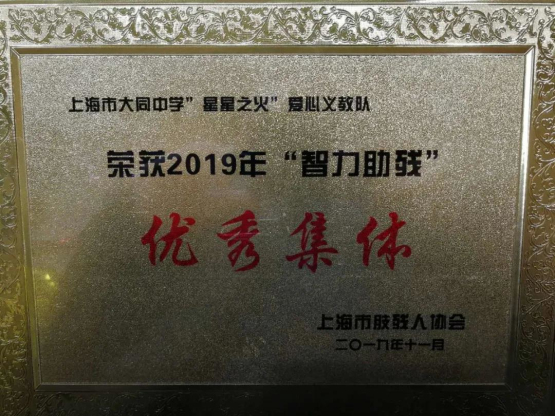 上海市大同中学”星星之火”爱心义教队
荣获2019年“智力助残”
优秀集体
上海市肢残人协会
二〇一九年十一月